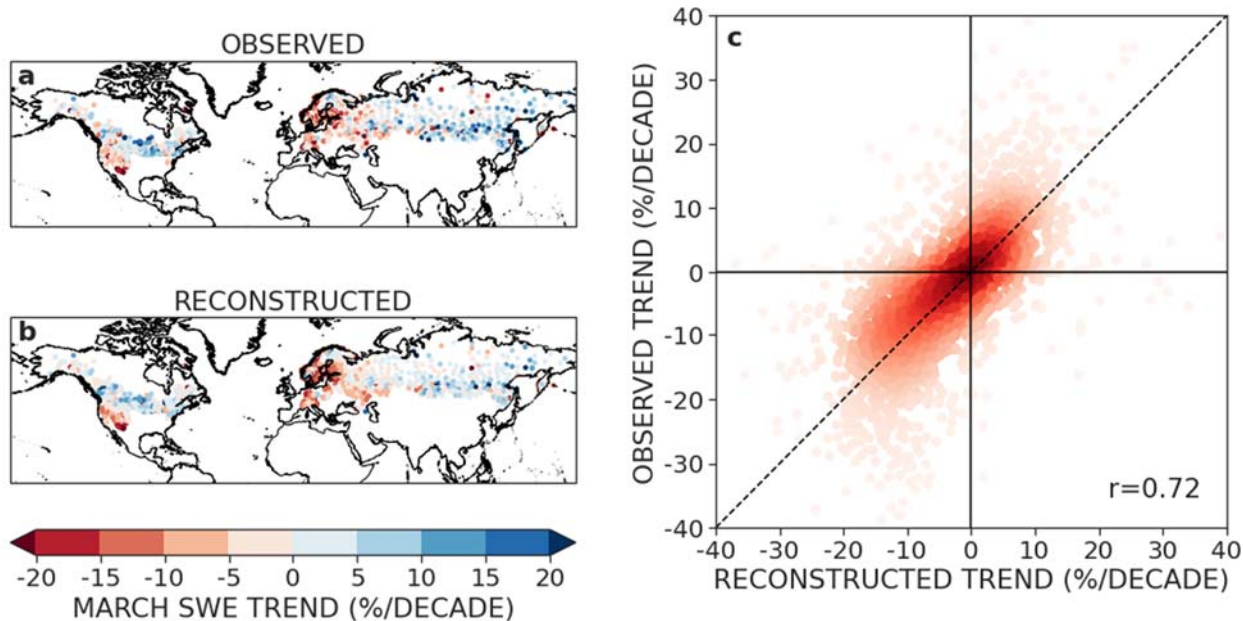 OBSERVED
a
RECONSTRUCTED
b
-20 -15 -10 -5 0 5 10 15 20
MARCH SWE TREND (%/DECADE)
c
OBSERVED TREND (%/DECADE)
40
30
20
10
0
-10
-20
-30
-40
r=0.72
-40 -30 -20 -10 0 10 20 30 40
RECONSTRUCTED TREND (%/DECADE)